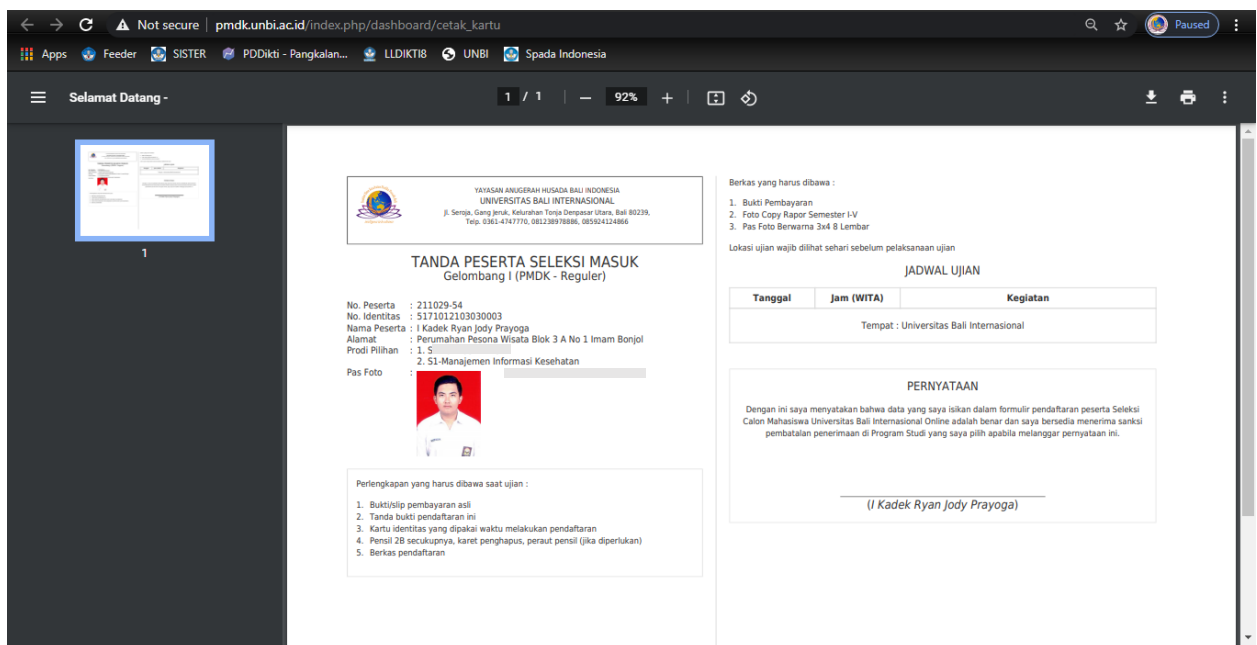 Not secure | pmdk.unbi.ac.id/index.php/dashboard/cetak_kartu
Paused
Apps Feeder SISTER PDDikti - Pangkalan... LLDIKTI8 UNBI Spada Indonesia
Selamat Datang -
1 / 1 | — 92% + |
1
YAYASAN ANUGERAH HUSADA BALI INDONESIA
UNIVERSITAS BALI INTERNASIONAL
Jl. Seroja, Gang Jeruk, Kelurahan Tonja Denpasar Utara, Bali 80239,
Telp. 0361-4747770, 081238978886, 085924124866
TANDA PESERTA SELEKSI MASUK
Gelombang I (PMDK - Reguler)
No. Peserta : 211029-54
No. Identitas : 5171012103030003
Nama Peserta : I Kadek Ryan Jody Prayoga
Alamat : Perumahan Pesona Wisata Blok 3 A No 1 Imam Bonjol
Prodi Pilihan : 1. S
2. S1-Manajemen Informasi Kesehatan
Pas Foto :
Perlengkapan yang harus dibawa saat ujian :
1. Bukti/slip pembayaran asli
2. Tanda bukti pendaftaran ini
3. Kartu identitas yang dipakai waktu melakukan pendaftaran
4. Pensil 2B secukupnya, karet penghapus, peraut pensil (jika diperlukan)
5. Berkas pendaftaran
Berkas yang harus dibawa :
1. Bukti Pembayaran
2. Foto Copy Rapor Semester I-V
3. Pas Foto Berwarna 3x4 8 Lembar
Lokasi ujian wajib dilihat sehari sebelum pelaksanaan ujian
JADWAL UJIAN
Tanggal Jam (WITA) Kegiatan
Tempat : Universitas Bali Internasional
PERNYATAAN
Dengan ini saya menyatakan bahwa data yang saya isikan dalam formulir pendaftaran peserta Seleksi
Calon Mahasiswa Universitas Bali Internasional Online adalah benar dan saya bersedia menerima sanksi
pembatalan penerimaan di Program Studi yang saya pilih apabila melanggar pernyataan ini.
(I Kadek Ryan Jody Prayoga)